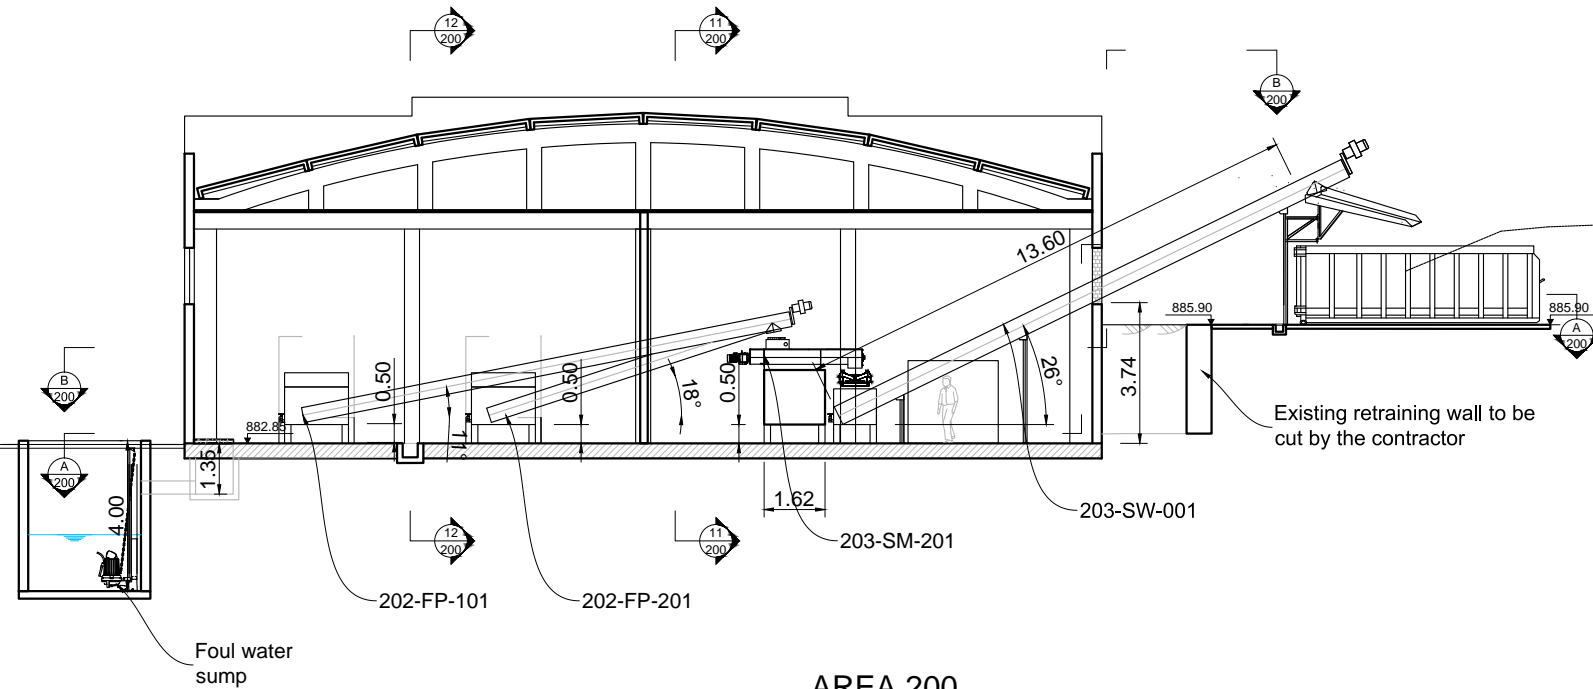 12
200
11
200
B
200
13.60
885.90
885.90
A
200
B
200
0.50
0.50
0.50
18°
26°
3.74
882.85
11°
A
200
1.35
4.00
Existing retraining wall to be
cut by the contractor
1.62
203-SW-001
12
200
11
200
203-SM-201
202-FP-101
202-FP-201
Foul water
sump
AREA 200